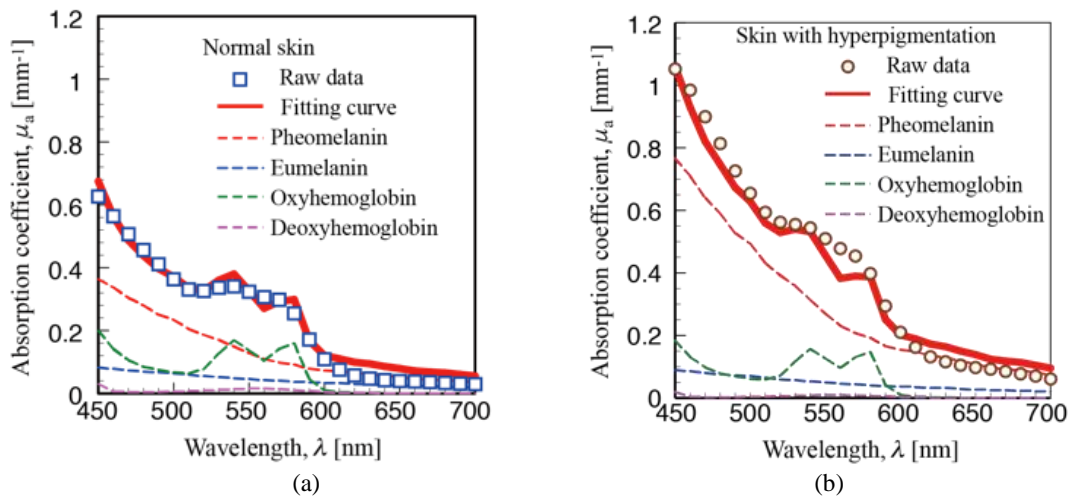 (a)
Absorption coefficient, μa [mm⁻¹]
1.2
1
0.8
0.6
0.4
0.2
0
Normal skin
Raw data
Fitting curve
Pheomelanin
Eumelanin
Oxyhemoglobin
Deoxyhemoglobin
450 500 550 600 650 700
Wavelength, λ [nm]
(a)
(b)
Absorption coefficient, μa [mm⁻¹]
1.2
1
0.8
0.6
0.4
0.2
0
Skin with hyperpigmentation
Raw data
Fitting curve
Pheomelanin
Eumelanin
Oxyhemoglobin
Deoxyhemoglobin
450 500 550 600 650 700
Wavelength, λ [nm]
(b)